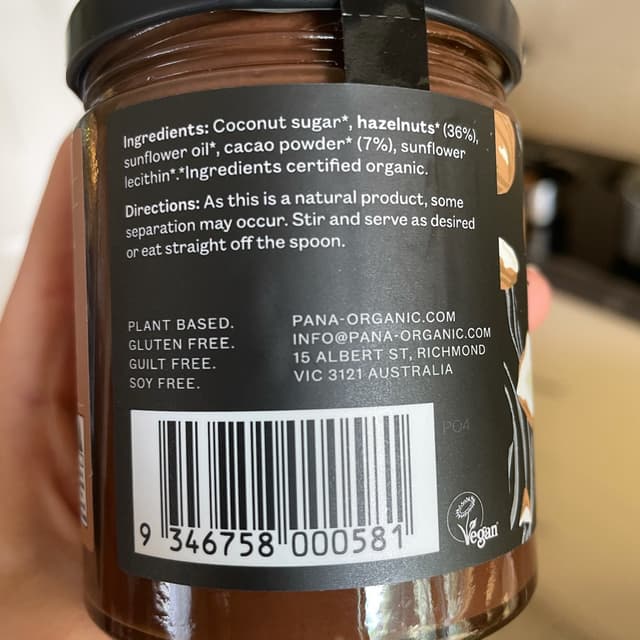 Ingredients: Coconut sugar*, hazelnuts* (36%),
sunflower oil*, cacao powder* (7%), sunflower
lecithin*.*Ingredients certified organic.
Directions: As this is a natural product, some
separation may occur. Stir and serve as desired
or eat straight off the spoon.
PLANT BASED.
GLUTEN FREE.
GUILT FREE.
SOY FREE.
PANA-ORGANIC.COM
INFO@PANA-ORGANIC.COM
15 ALBERT ST, RICHMOND
VIC 3121 AUSTRALIA
P04
9 346758 000581
Vegan